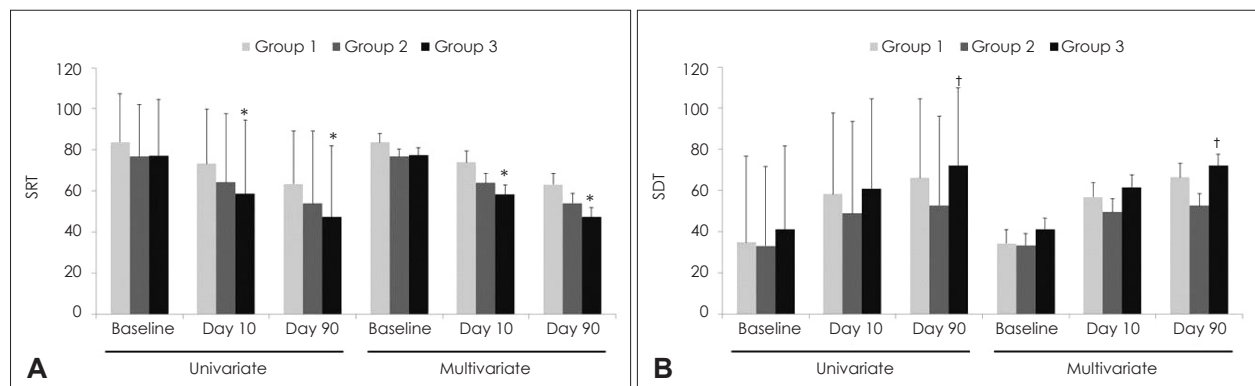 Group 1 Group 2 Group 3
120
100
80
60
40
20
0
SRT
*
*
*
*
Baseline Day 10 Day 90 Baseline Day 10 Day 90
Univariate Multivariate
A
Group 1 Group 2 Group 3
120
100
80
60
40
20
0
SDT
†
†
Baseline Day 10 Day 90 Baseline Day 10 Day 90
Univariate Multivariate
B